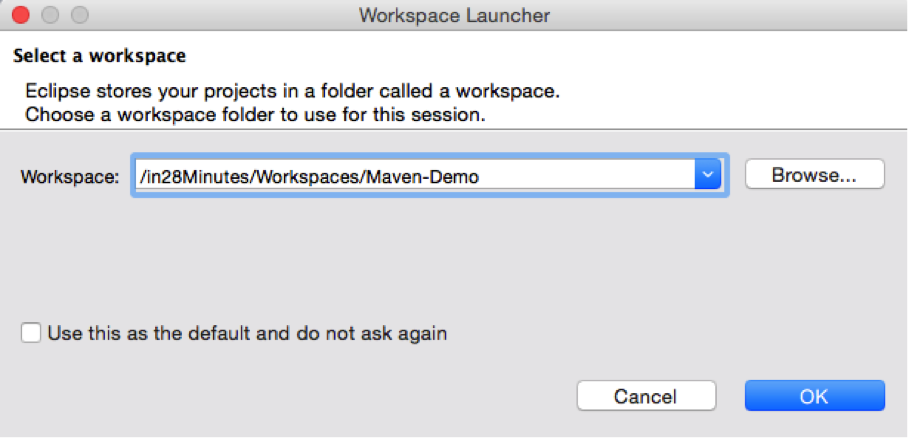 Workspace Launcher
Select a workspace
Eclipse stores your projects in a folder called a workspace.
Choose a workspace folder to use for this session.
Workspace: /in28Minutes/Workspaces/Maven-Demo Browse...
Use this as the default and do not ask again
Cancel OK